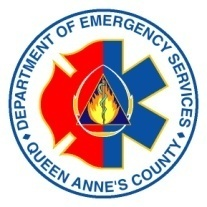 DEPARTMENT OF EMERGENCY SERVICES
QUEEN ANNE'S COUNTY